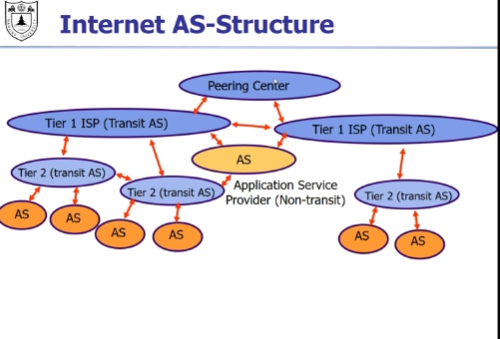 Internet AS-Structure
Peering Center
Tier 1 ISP (Transit AS)
Tier 1 ISP (Transit AS)
AS
Tier 2 (transit AS)
Tier 2 (transit AS)
Application Service
Provider (Non-transit)
Tier 2 (transit AS)
AS
AS
AS
AS
AS
AS